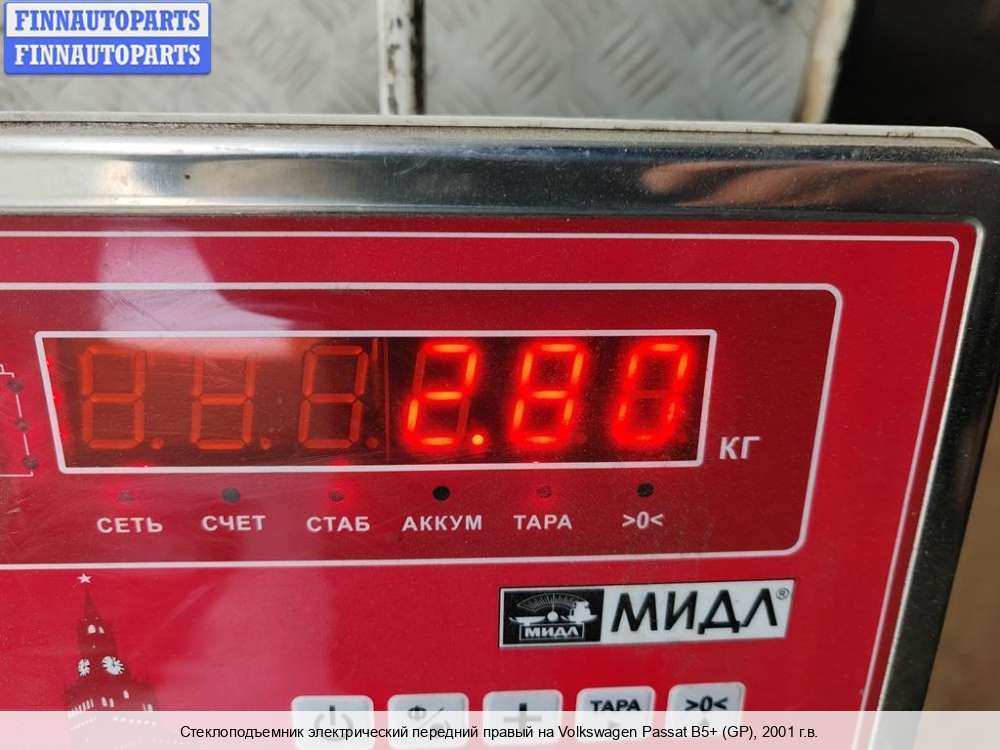 FINNAUTOPARTS
FINNAUTOPARTS
2.80
КГ
СЕТЬ СЧЕТ СТАБ АККУМ ТАРА >0<
МИДЛ МИДЛ®
ТАРА >0<
Стеклоподъемник электрический передний правый на Volkswagen Passat B5+ (GP), 2001 г.в.